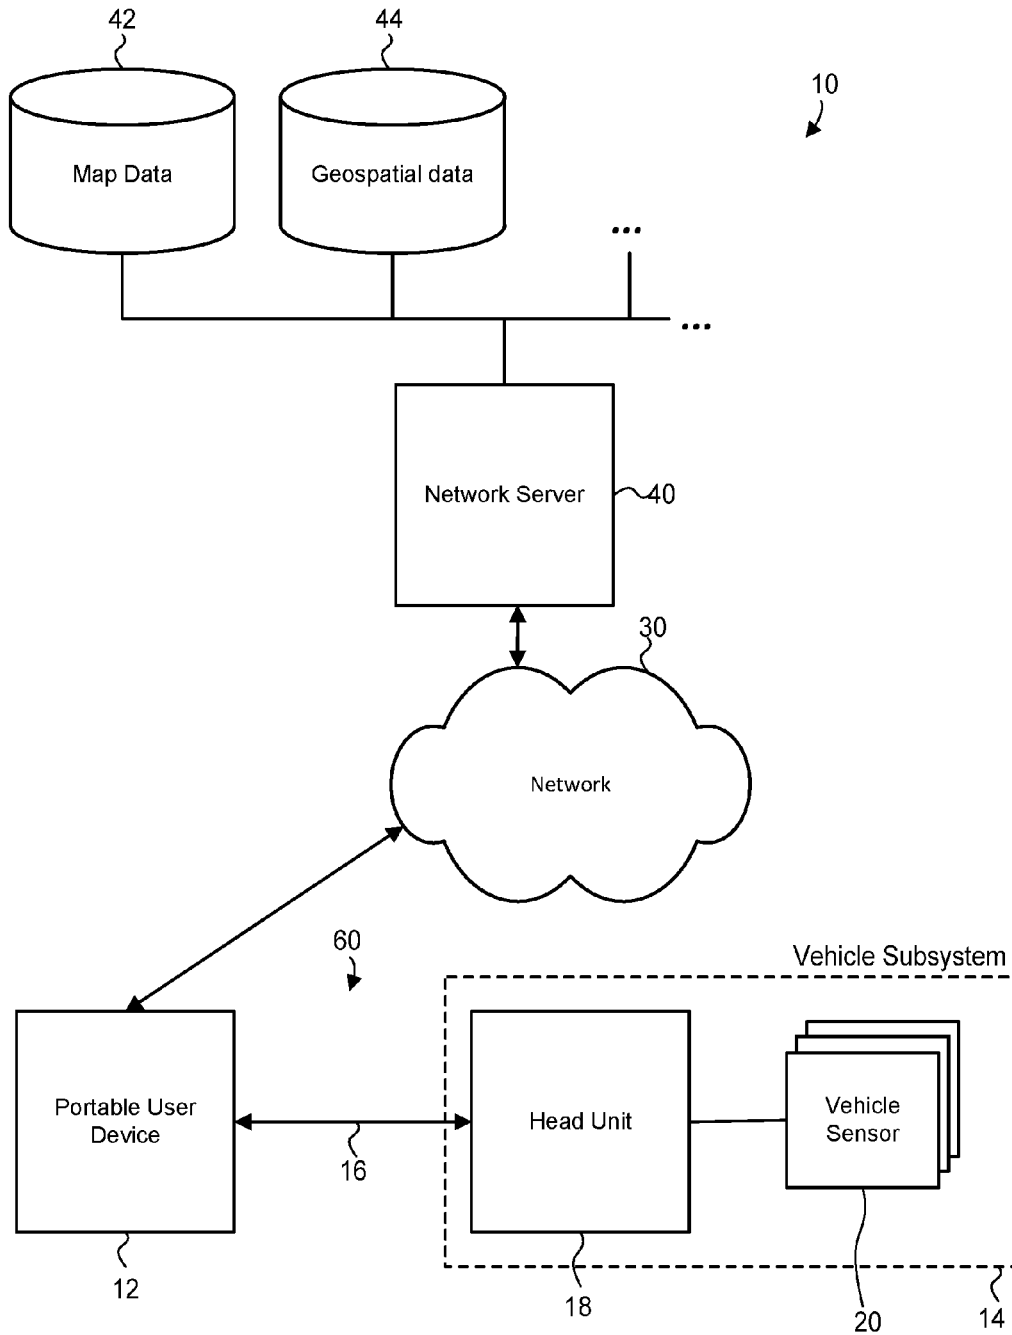 42
44
10
Map Data
Geospatial data
...
...
Network Server
40
30
Network
60
Vehicle Subsystem
Portable User
Device
16
Head Unit
Vehicle
Sensor
12
18
20
14